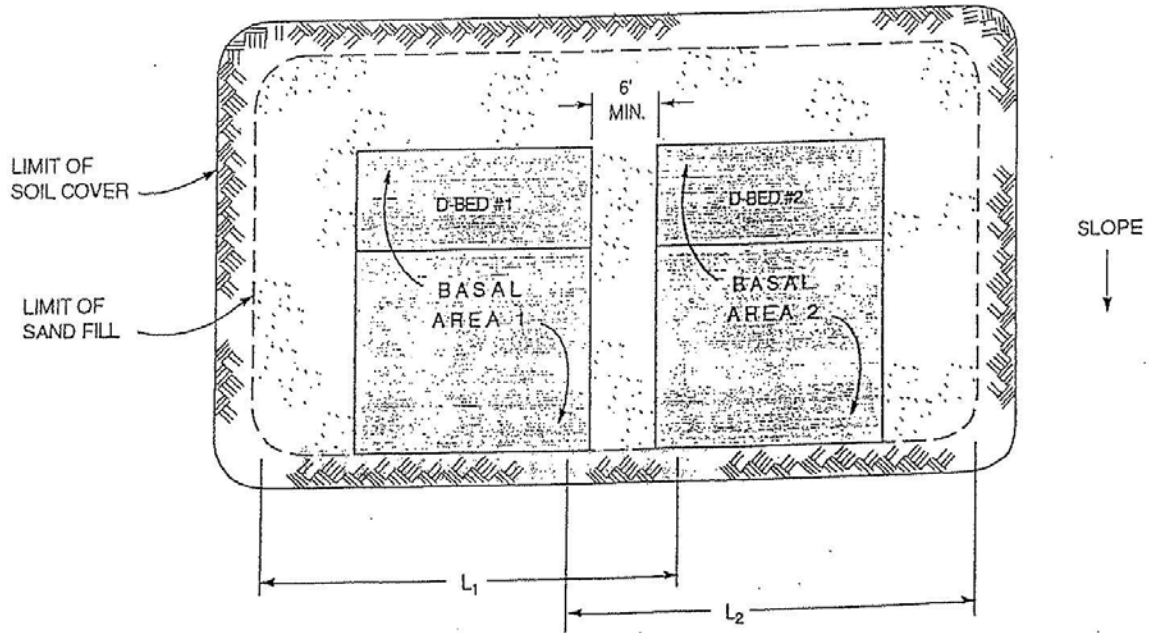 6'
MIN.
LIMIT OF
SOIL COVER
D-BED #1
D-BED #2
SLOPE
BASAL
AREA 1
BASAL
AREA 2
LIMIT OF
SAND FILL
L₁
L₂